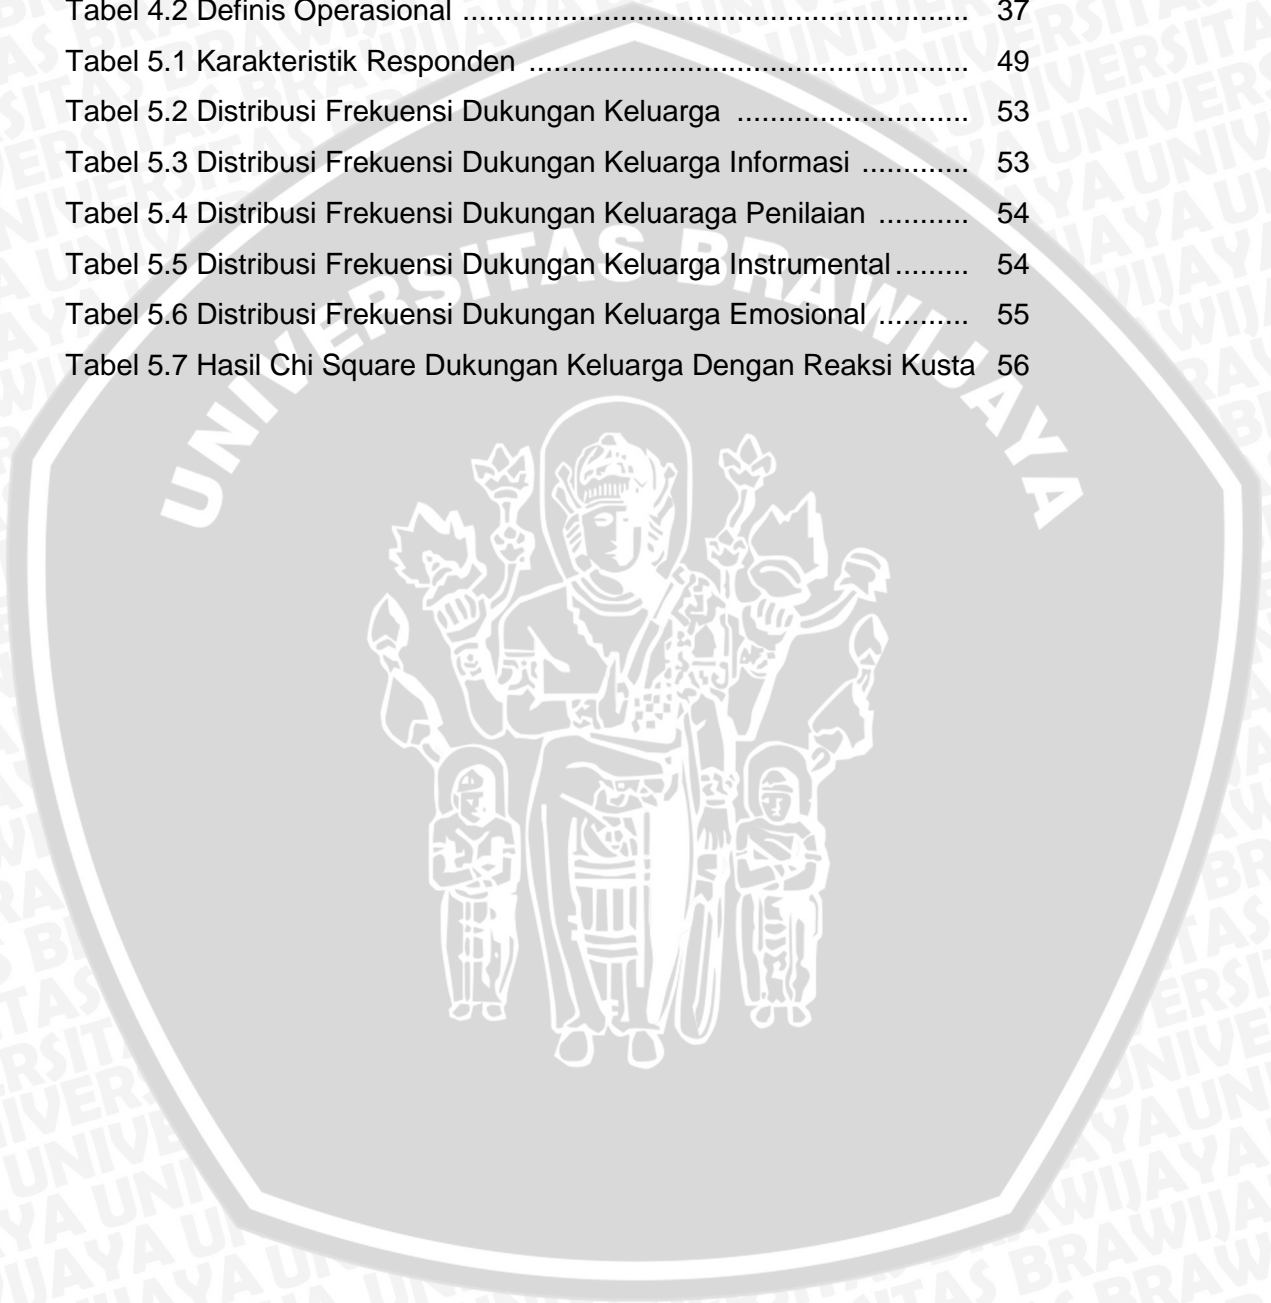 Tabel 4.2 Definis Operasional ............................................................... 37
Tabel 5.1 Karakteristik Responden ....................................................... 49
Tabel 5.2 Distribusi Frekuensi Dukungan Keluarga ............................. 53
Tabel 5.3 Distribusi Frekuensi Dukungan Keluarga Informasi ............. 53
Tabel 5.4 Distribusi Frekuensi Dukungan Keluaraga Penilaian ........... 54
Tabel 5.5 Distribusi Frekuensi Dukungan Keluarga Instrumental ......... 54
Tabel 5.6 Distribusi Frekuensi Dukungan Keluarga Emosional ........... 55
Tabel 5.7 Hasil Chi Square Dukungan Keluarga Dengan Reaksi Kusta 56
UNIVERSITAS BRAWIJAYA